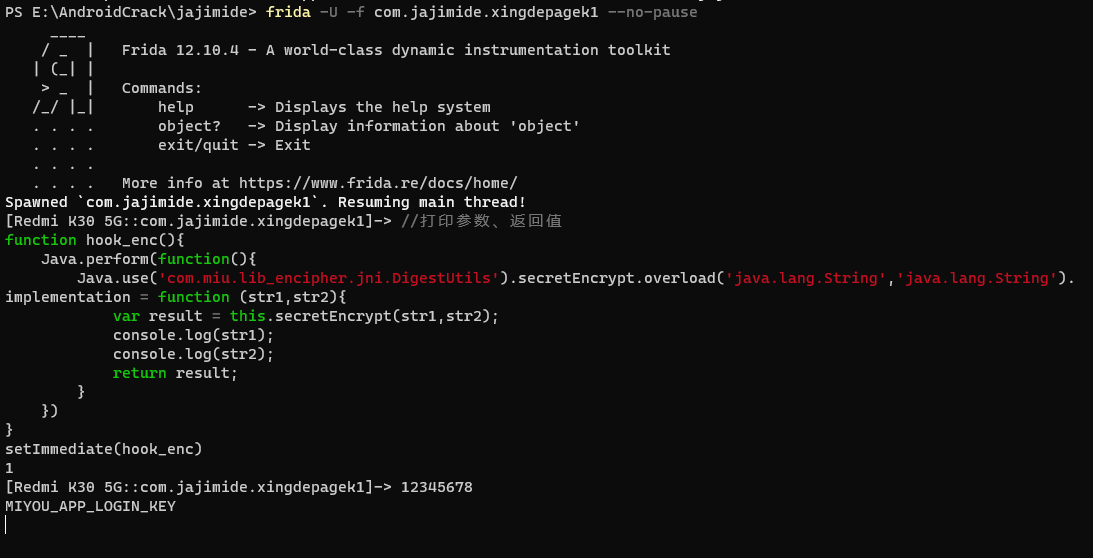 PS E:\AndroidCrack\jajimide> frida -U -f com.jajimide.xingdepagek1 --no-pause
     ____
    / _  |   Frida 12.10.4 - A world-class dynamic instrumentation toolkit
   | (_| |
    > _  |   Commands:
   /_/ |_|       help      -> Displays the help system
   . . . .       object?   -> Display information about 'object'
   . . . .       exit/quit -> Exit
   . . . .
   . . . .   More info at https://www.frida.re/docs/home/
Spawned `com.jajimide.xingdepagek1`. Resuming main thread!
[Redmi K30 5G::com.jajimide.xingdepagek1]-> //打印参数、返回值
function hook_enc(){
    Java.perform(function(){
        Java.use('com.miu.lib_encipher.jni.DigestUtils').secretEncrypt.overload('java.lang.String','java.lang.String').
implementation = function (str1,str2){
            var result = this.secretEncrypt(str1,str2);
            console.log(str1);
            console.log(str2);
            return result;
        }
    })
}
setImmediate(hook_enc)
1
[Redmi K30 5G::com.jajimide.xingdepagek1]-> 12345678
MIYOU_APP_LOGIN_KEY